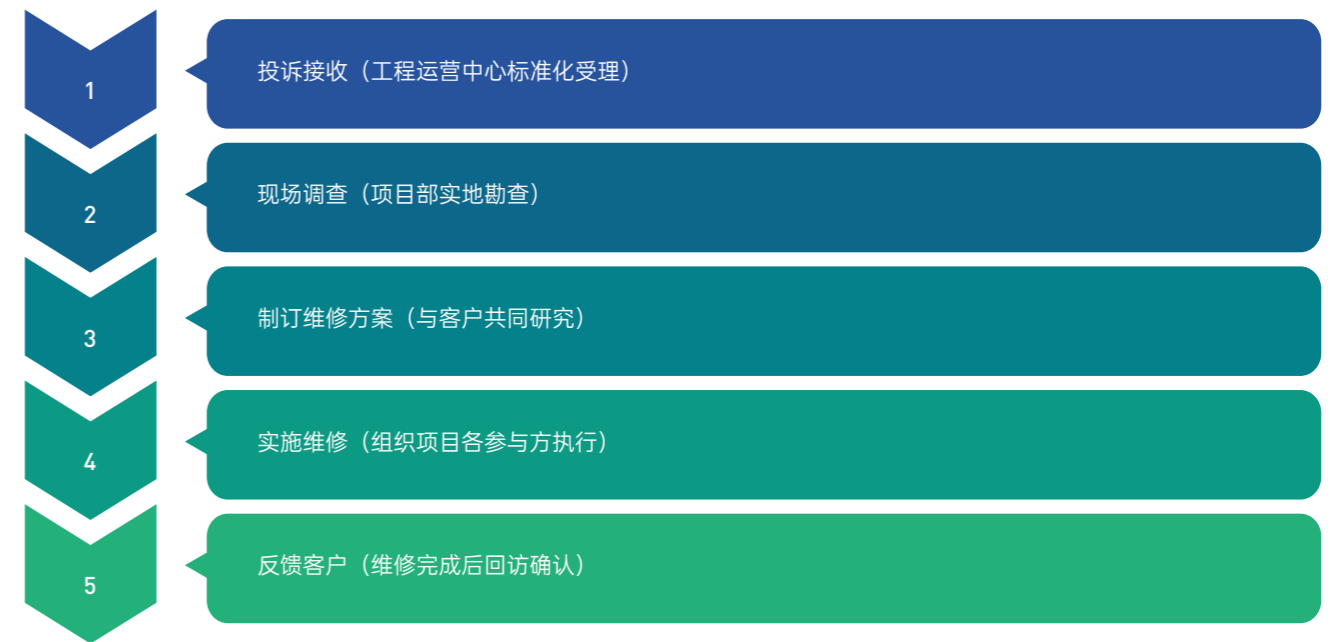 1
投诉接收（工程运营中心标准化受理）
2
现场调查（项目部实地勘查）
3
制订维修方案（与客户共同研究）
4
实施维修（组织项目各参与方执行）
5
反馈客户（维修完成后回访确认）